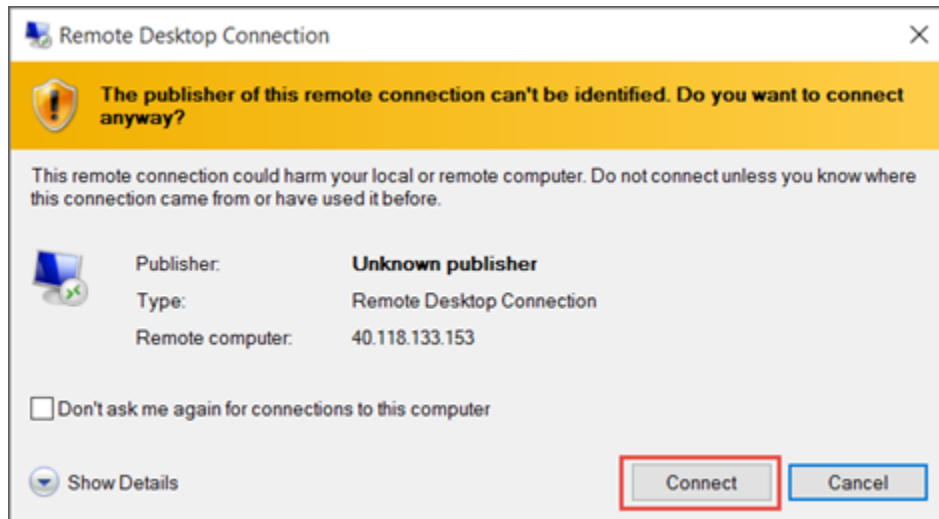 Remote Desktop Connection
The publisher of this remote connection can't be identified. Do you want to connect
anyway?
This remote connection could harm your local or remote computer. Do not connect unless you know where
this connection came from or have used it before.
Publisher: Unknown publisher
Type: Remote Desktop Connection
Remote computer: 40.118.133.153
Don't ask me again for connections to this computer
Show Details Connect Cancel